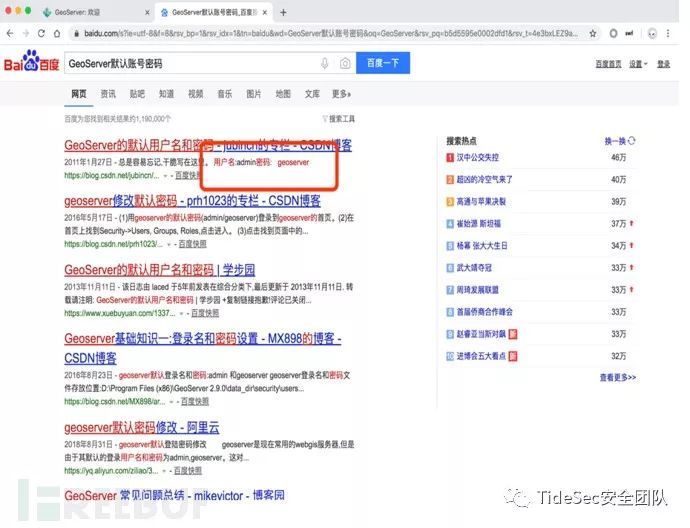 GeoServer: 欢迎
GeoServer默认账号密码_百度
baidu.com/s?ie=utf-8&f=8&rsv_bp=1&rsv_idx=1&tn=baidu&wd=GeoServer默认账号密码&oq=GeoServer&rsv_pq=b5d5595e0002dfd1&rsv_t=4e3bxLEZ9a...
Bai du 百度
GeoServer默认账号密码
百度一下
百度首页 设置 登录
网页 资讯 贴吧 知道 视频 音乐 图片 地图 文库 更多»
百度为您找到相关结果约1,190,000个
搜索工具
GeoServer的默认用户名和密码 - jubincn的专栏 - CSDN博客
2011年1月27日 - 总是容易忘记,干脆写在这里。 用户名:admin密码: geoserver
https://blog.csdn.net/jubincn/... - 百度快照
geoserver修改默认密码 - prh1023的专栏 - CSDN博客
2016年5月17日 - (1)用geoserver的默认密码(admin/geoserver)登录到geoserver的首页。(2)在
首页上找到Security->Users, Groups, Roles,点击进入。 (3)点击找到页面中的...
https://blog.csdn.net/prh1023/... - 百度快照
GeoServer的默认用户名和密码 | 学步园
2013年11月11日 - 该日志由 laced 于5年前发表在综合分类下,最后更新于 2013年11月11日. 转
载请注明: GeoServer的默认用户名和密码 | 学步园 +复制链接抱歉!评论已关闭...
https://www.xuebuyuan.com/1337... - 百度快照
Geoserver基础知识一:登录名和密码设置 - MX898的博客 -
CSDN博客
2016年8月23日 - geoserver默认登录名和密码:admin 和geoserver geoserver登录名和密码文
件存放位置:D:\Program Files (x86)\GeoServer 2.9.0\data_dir\security\users...
https://blog.csdn.net/MX898/ar... - 百度快照
geoserver默认密码修改 - 阿里云
2018年8月31日 - geoserver默认登陆密码修改 geoserver是现常用的webgis服务器,但是
由于其默认的登录用户名和密码为admin,geoserver。这对...
https://yq.aliyun.com/ziliao/3... - 百度快照
GeoServer 常见问题总结 - mikevictor - 博客园
搜索热点
换一换
1 汉中公交失控 46万
2 超凶的冷空气来了 40万
3 高通与苹果决裂 39万
4 崔始源 斯坦福 37万
5 杨幂 张大大生日 34万
6 武大靖夺冠 33万
7 周琦发展联盟 33万
8 首届侨商合作峰会 33万
9 赵睿亚当斯对飙 新 33万
10 进博会五大看点 新 32万
查看更多>>
FREEBUF
TideSec安全团队